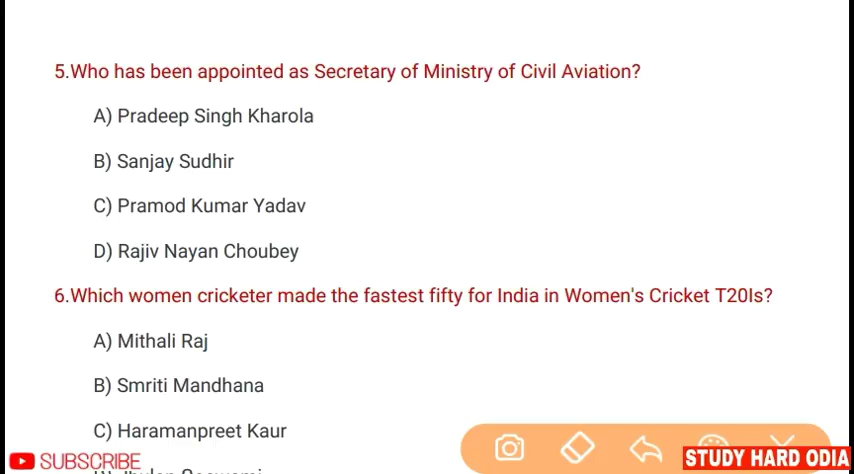 5.Who has been appointed as Secretary of Ministry of Civil Aviation?
A) Pradeep Singh Kharola
B) Sanjay Sudhir
C) Pramod Kumar Yadav
D) Rajiv Nayan Choubey
6.Which women cricketer made the fastest fifty for India in Women's Cricket T20Is?
A) Mithali Raj
B) Smriti Mandhana
C) Haramanpreet Kaur
SUBSCRIBE
STUDY HARD ODIA